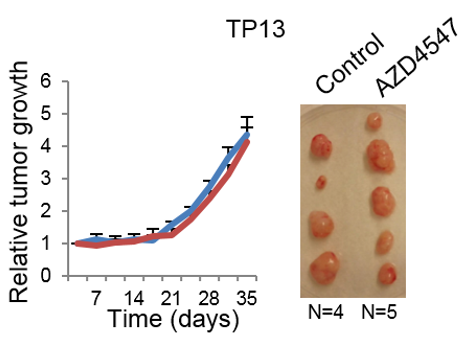 TP13
Control
AZD4547
Relative tumor growth
6
5
4
3
2
1
0
7 14 21 28 35
Time (days)
N=4 N=5